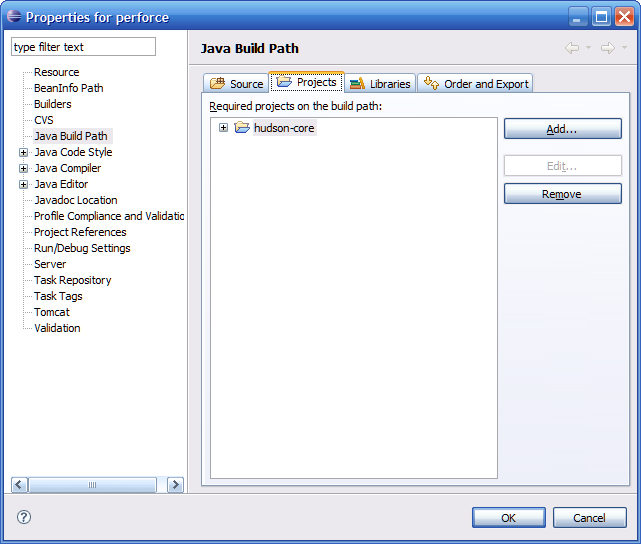 Properties for perforce
type filter text
Resource
BeanInfo Path
Builders
CVS
Java Build Path
Java Code Style
Java Compiler
Java Editor
Javadoc Location
Profile Compliance and Validatio
Project References
Run/Debug Settings
Server
Task Repository
Task Tags
Tomcat
Validation
Java Build Path
Source Projects Libraries Order and Export
Required projects on the build path:
hudson-core
Add...
Edit...
Remove
OK Cancel